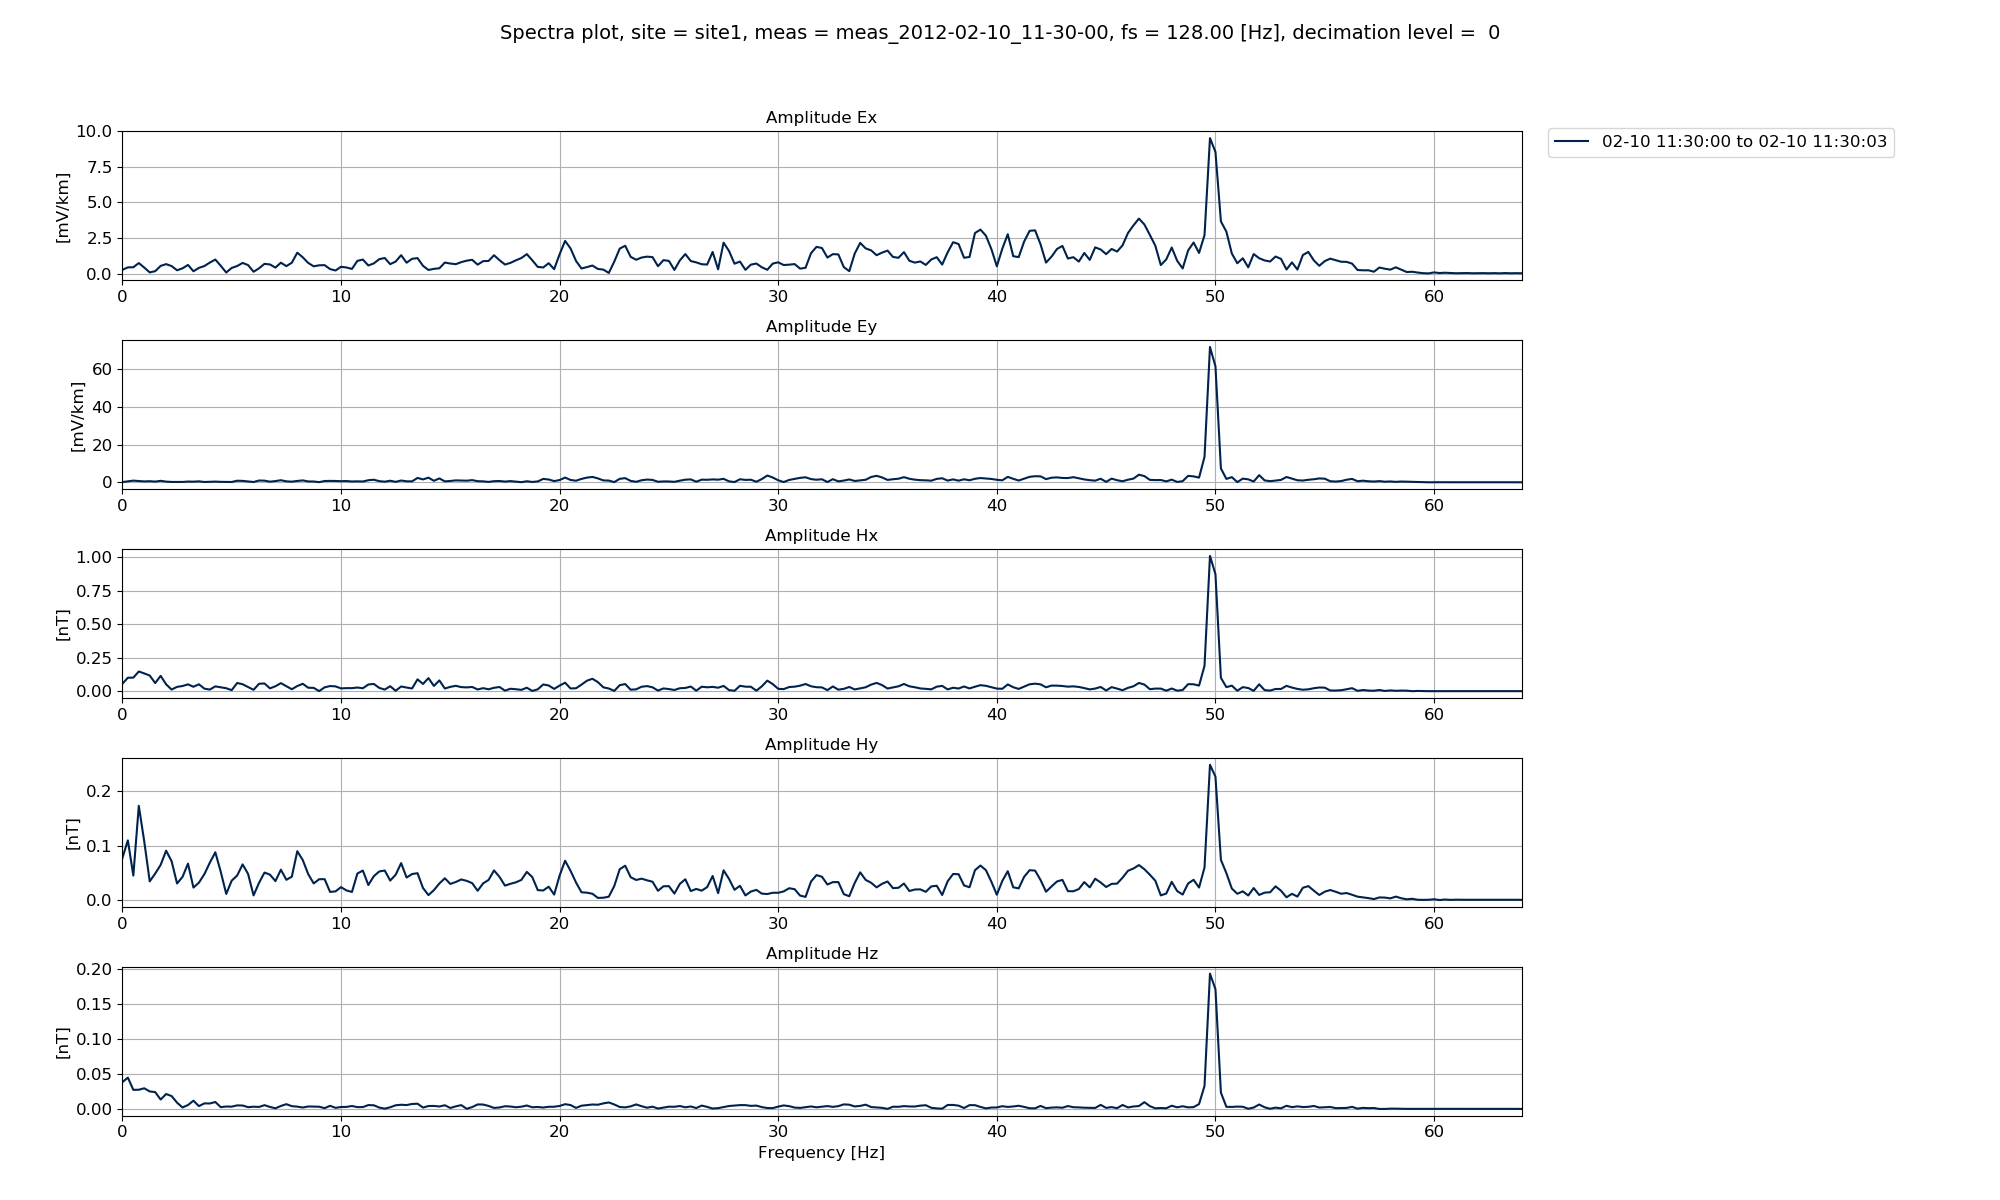 Spectra plot, site = site1, meas = meas_2012-02-10_11-30-00, fs = 128.00 [Hz], decimation level =  0
Amplitude Ex
02-10 11:30:00 to 02-10 11:30:03
[mV/km]
10.0
7.5
5.0
2.5
0.0
0 10 20 30 40 50 60
Amplitude Ey
[mV/km]
60
40
20
0
0 10 20 30 40 50 60
Amplitude Hx
[nT]
1.00
0.75
0.50
0.25
0.00
0 10 20 30 40 50 60
Amplitude Hy
[nT]
0.2
0.1
0.0
0 10 20 30 40 50 60
Amplitude Hz
[nT]
0.20
0.15
0.10
0.05
0.00
0 10 20 30 40 50 60
Frequency [Hz]